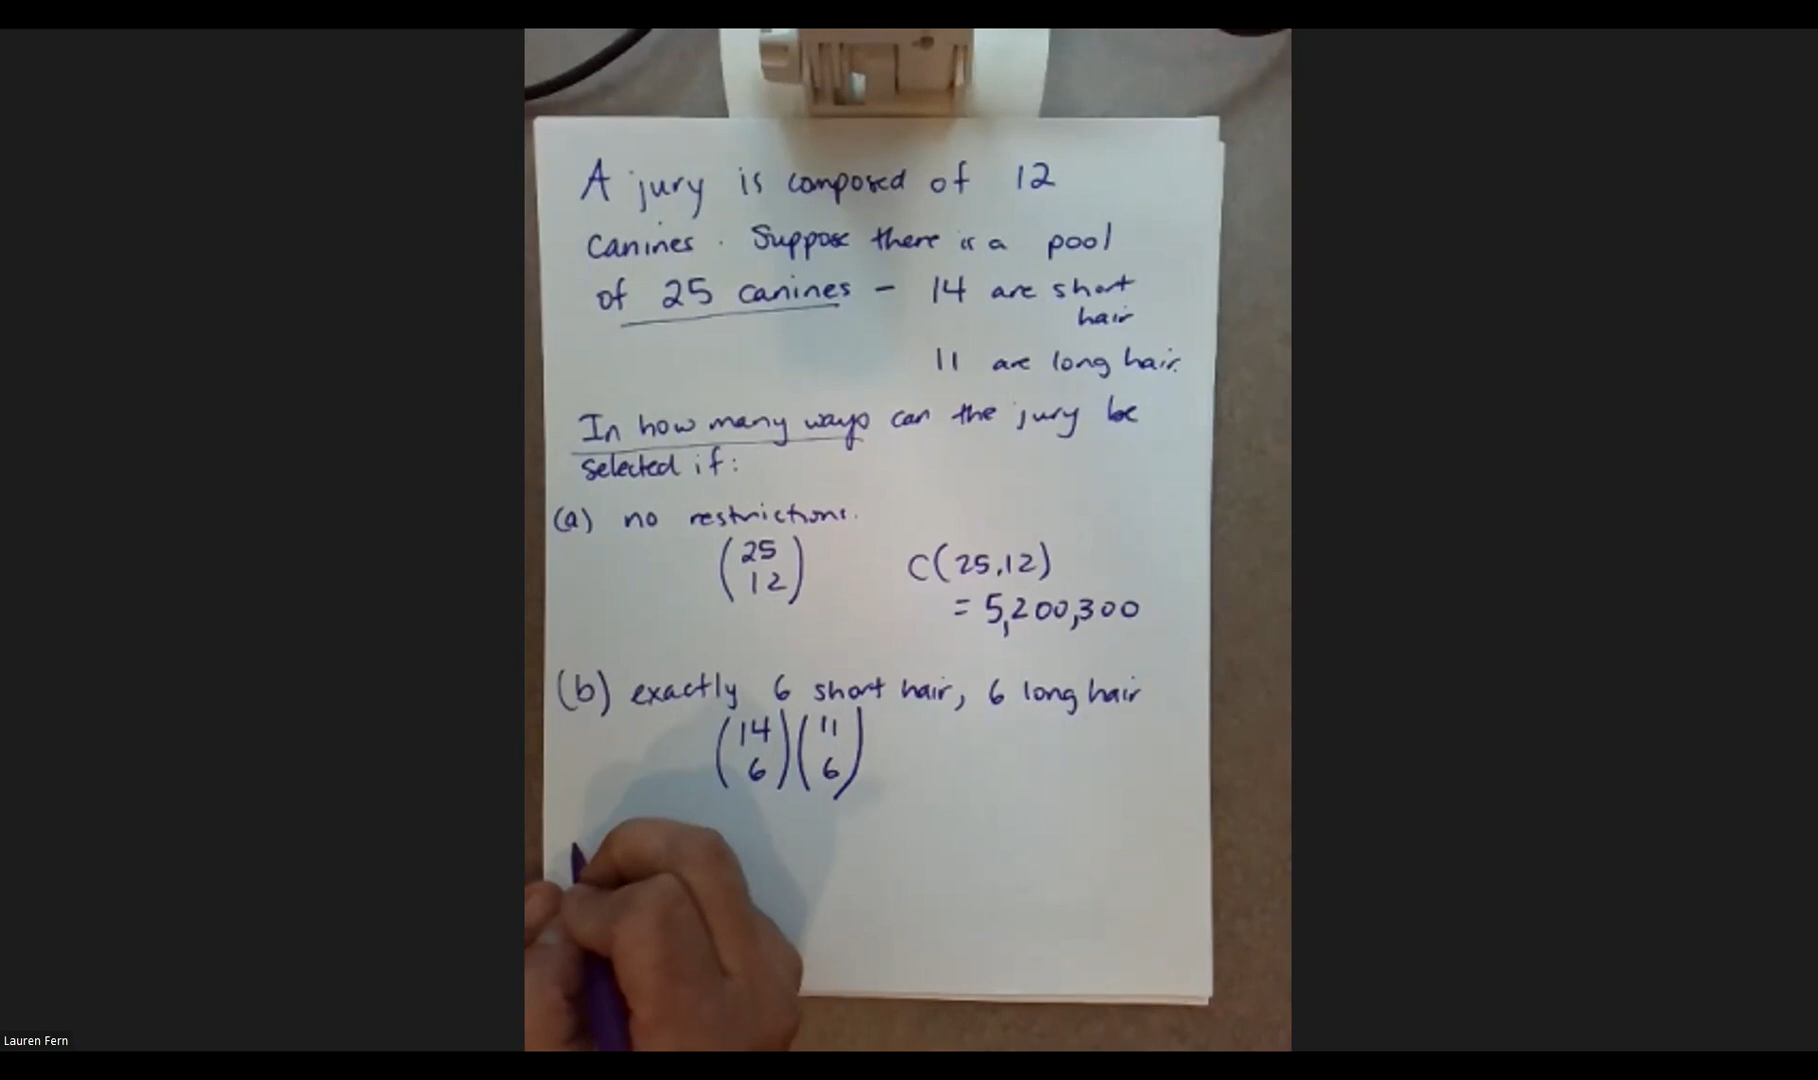 A jury is composed of 12
canines. Suppose there is a pool
of 25 canines - 14 are short
hair
11 are long hair.
In how many ways can the jury be
selected if:
(a) no restrictions.
(25 12)
C(25,12)
= 5,200,300
(b) exactly 6 short hair, 6 long hair
(14 6)(11 6)
Lauren Fern